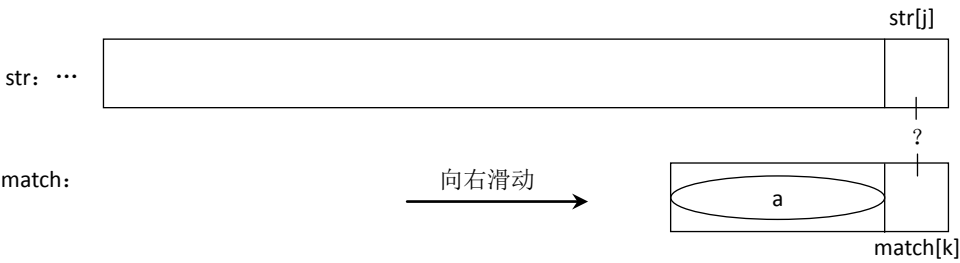 str[j]
str：…
?
match：
向右滑动
a
match[k]